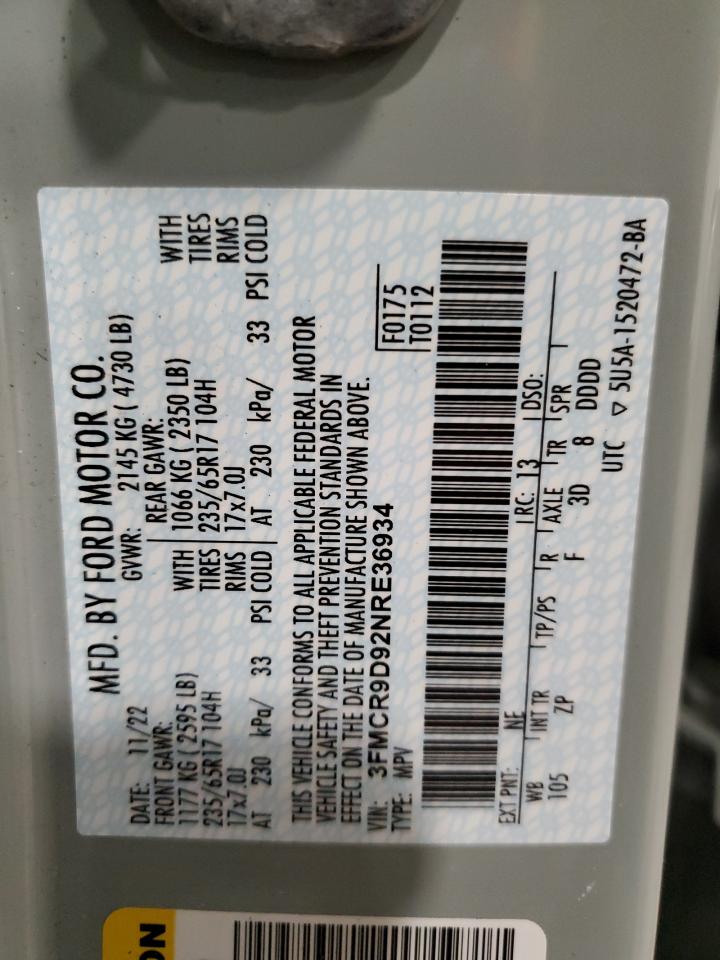 MFD. BY FORD MOTOR CO.
DATE: 11/22 GVWR: 2145 KG ( 4730 LB)
FRONT GAWR: REAR GAWR:
1177 KG ( 2595 LB) WITH 1066 KG ( 2350 LB) WITH
235/65R17 104H TIRES 235/65R17 104H TIRES
17x7.0J RIMS 17x7.0J RIMS
AT 230 kPa/ 33 PSI COLD AT 230 kPa/ 33 PSI COLD
THIS VEHICLE CONFORMS TO ALL APPLICABLE FEDERAL MOTOR
VEHICLE SAFETY AND THEFT PREVENTION STANDARDS IN
EFFECT ON THE DATE OF MANUFACTURE SHOWN ABOVE.
VIN: 3FMCR9D92NRE36934 F0175
TYPE: MPV T0112
EXT PNT: NE RC: 13 DSO:
WB INT TR TP/PS R AXLE TR SPR
105 ZP F 3D 8 DDDD
UTC ▽ 5U5A-1520472-BA
ON